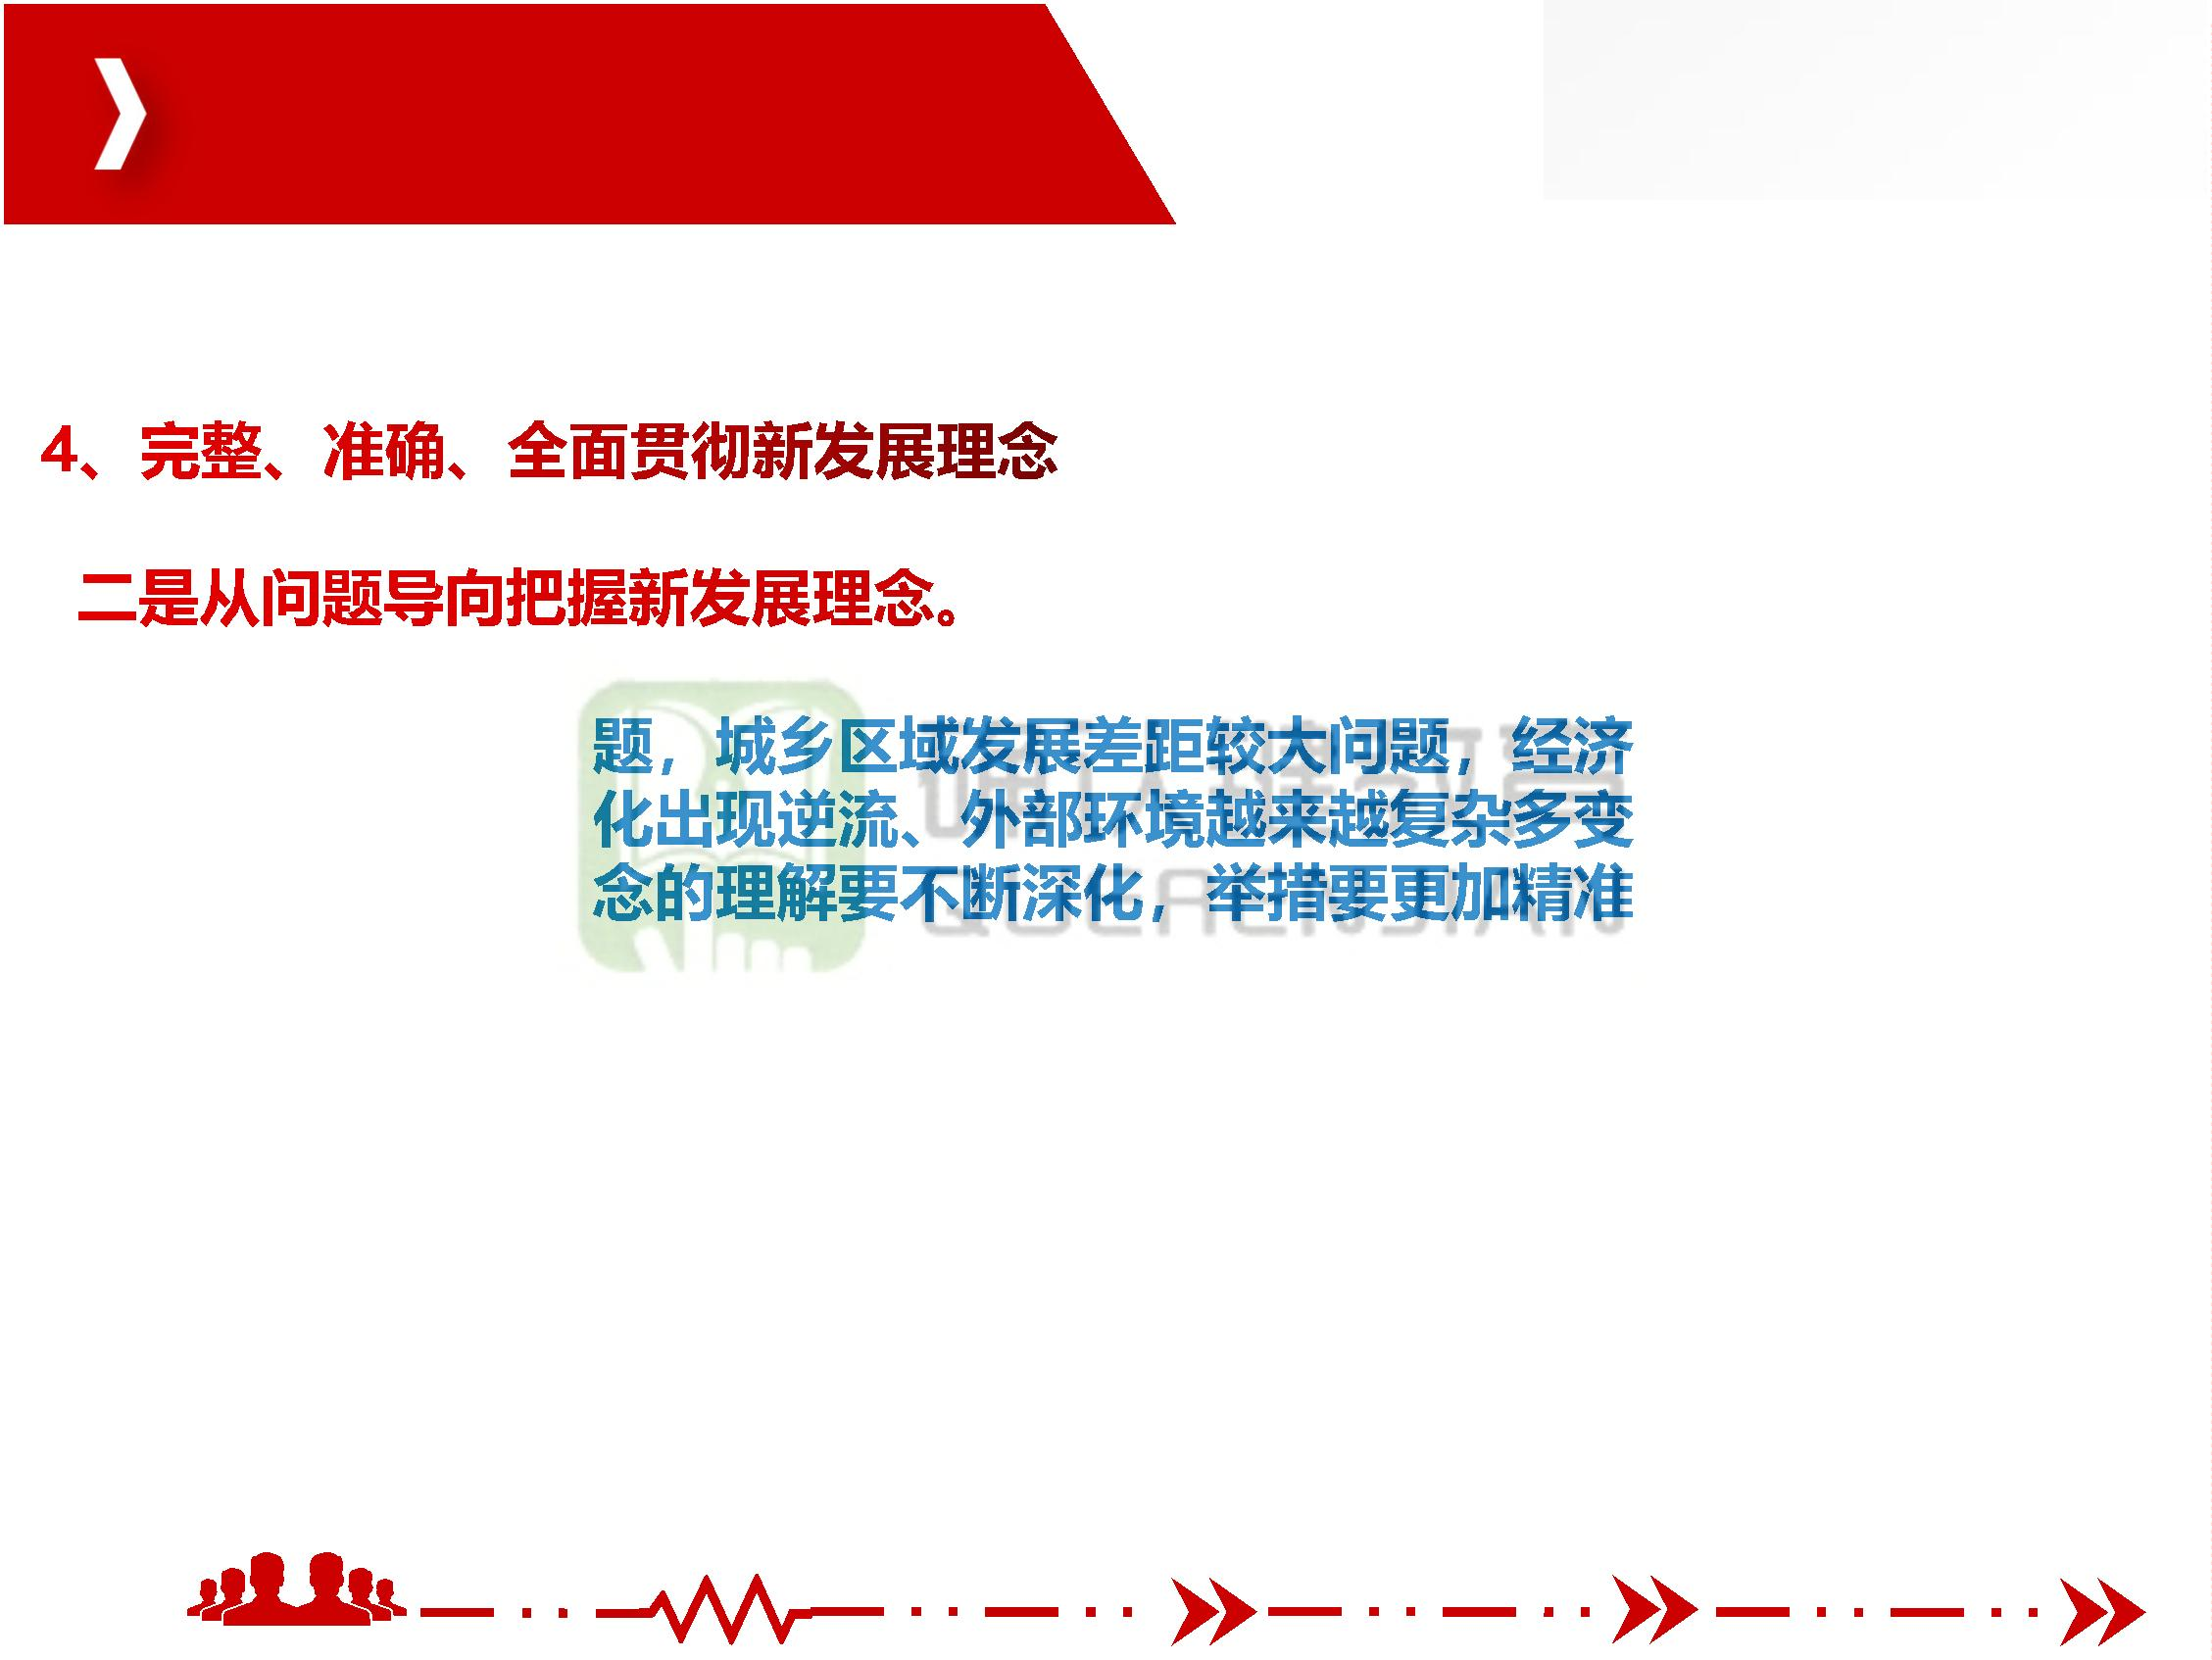 4、完整、准确、全面贯彻新发展理念
二是从问题导向把握新发展理念。
题，城乡区域发展差距较大问题，经济
化出现逆流、外部环境越来越复杂多变
念的理解要不断深化，举措要更加精准